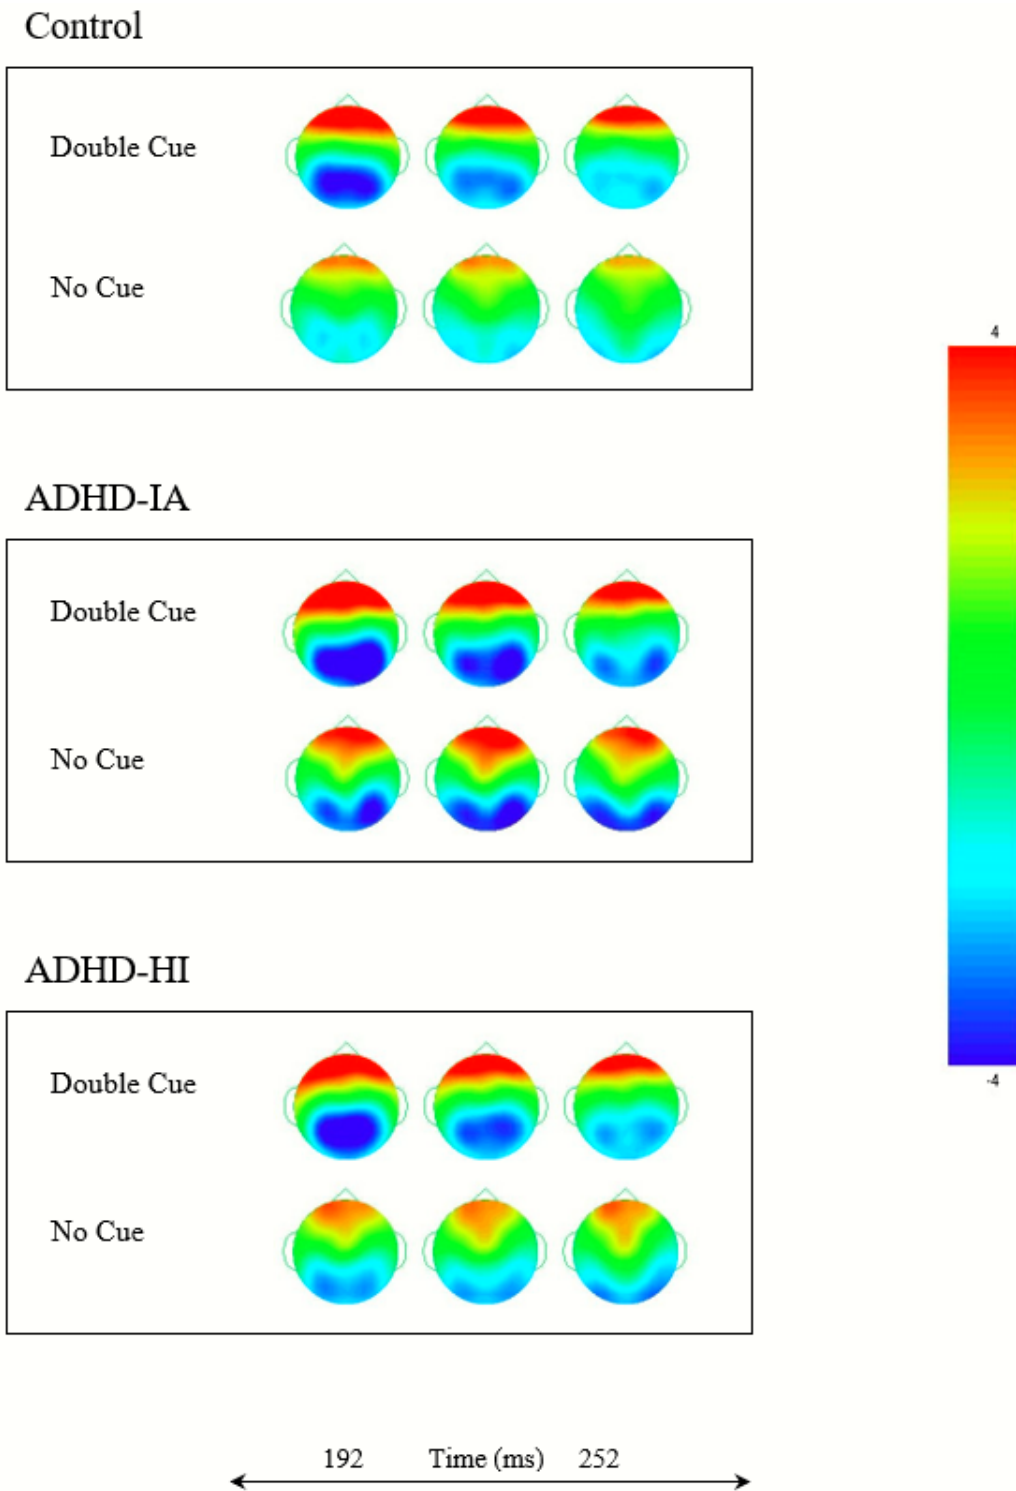 Control
Double Cue
No Cue
4
ADHD-IA
Double Cue
No Cue
ADHD-HI
-4
Double Cue
No Cue
192 Time (ms) 252